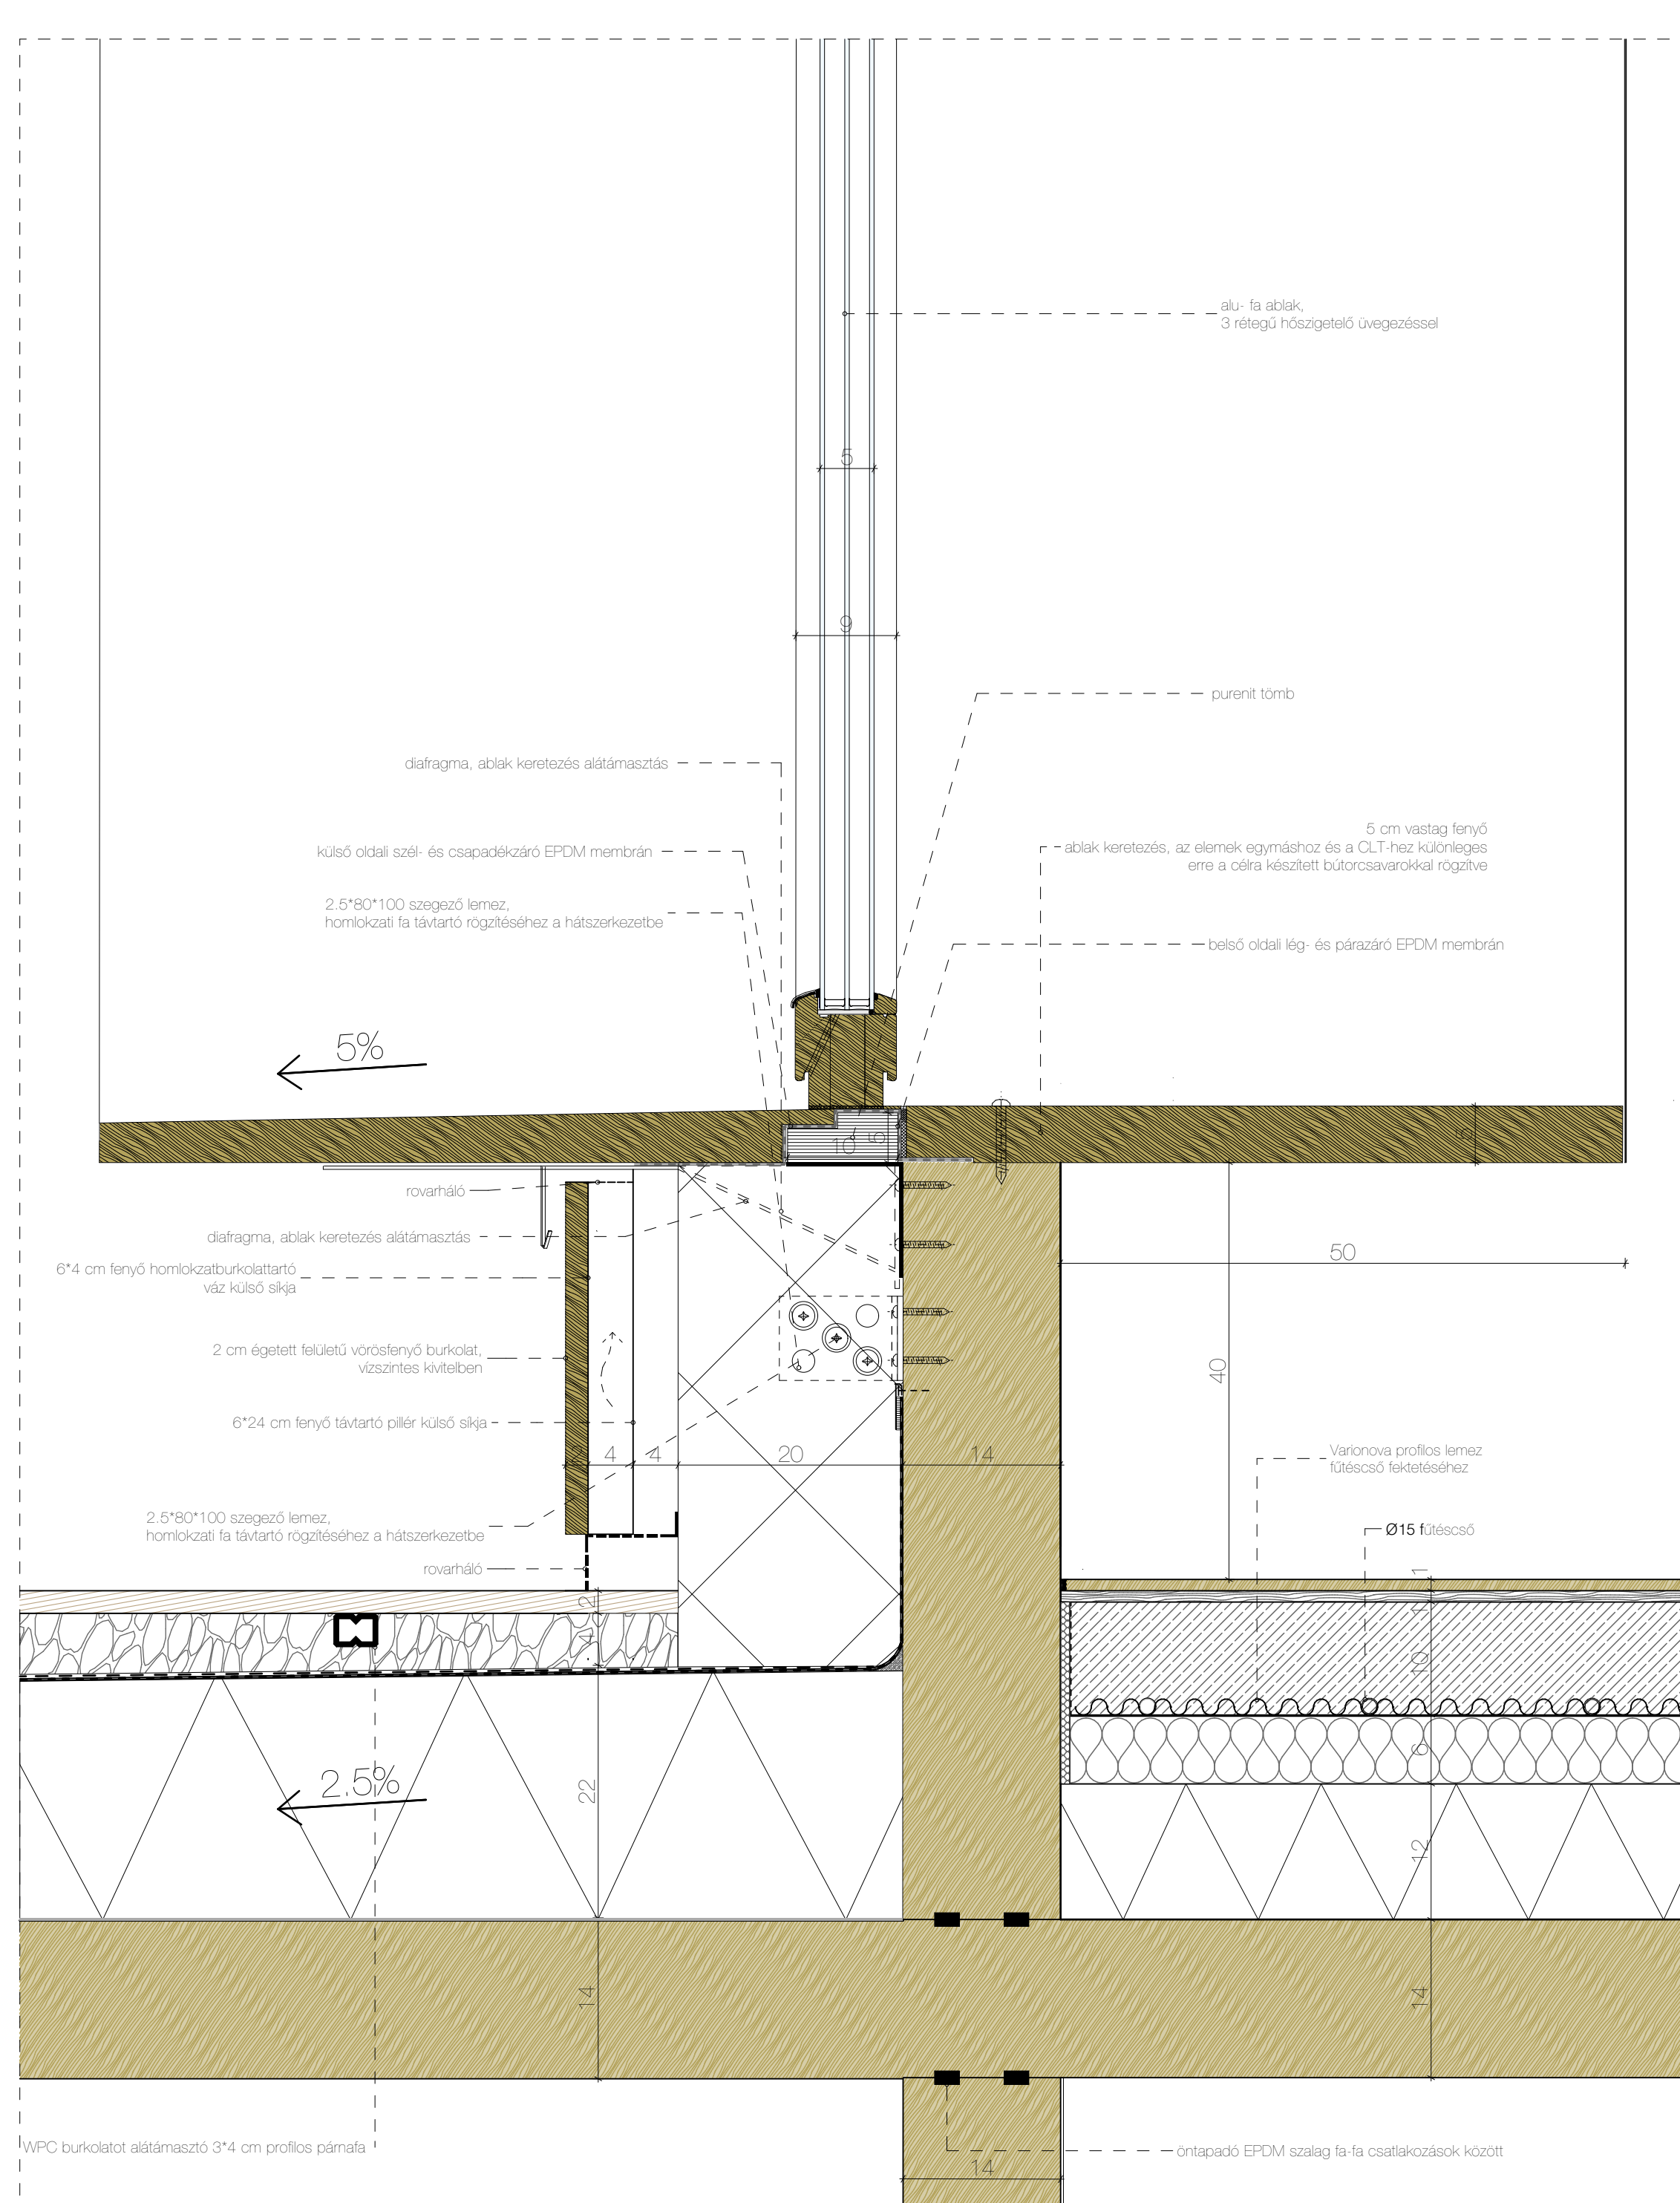 alu- fa ablak,
3 rétegű hőszigetelő üvegezéssel
5
9
purenit tömb
diafragma, ablak keretezés alátámasztás
külső oldali szél- és csapadékzáró EPDM membrán
5 cm vastag fenyő
ablak keretezés, az elemek egymáshoz és a CLT-hez különleges
erre a célra készített bútorcsavarokkal rögzítve
2.5*80*100 szegező lemez,
homlokzati fa távtartó rögzítéséhez a hátszerkezetbe
belső oldali lég- és párazáró EPDM membrán
5%
10
5
5
rovarháló
diafragma, ablak keretezés alátámasztás
6*4 cm fenyő homlokzatburkolattartó
váz külső síkja
50
2 cm égetett felületű vörösfenyő burkolat,
vízszintes kivitelben
40
6*24 cm fenyő távtartó pillér külső síkja
2
4
4
20
14
Varionova profilos lemez
fűtéscső fektetéséhez
2.5*80*100 szegező lemez,
homlokzati fa távtartó rögzítéséhez a hátszerkezetbe
Ø15 fűtéscső
rovarháló
2
4
1
1
10
6
2.5%
22
12
14
14
WPC burkolatot alátámasztó 3*4 cm profilos párnafa
öntapadó EPDM szalag fa-fa csatlakozások között
14